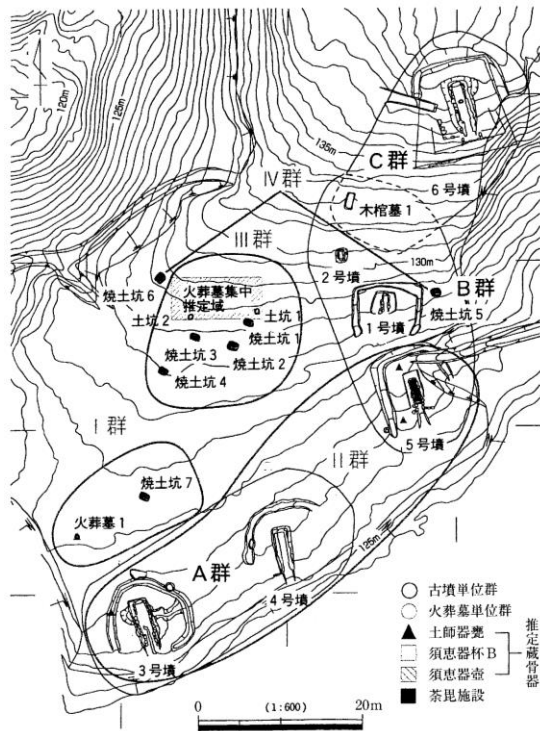 120m
125m
135m
C群
6号墳
IV群
木棺墓1
III群
130m
2号墳
焼土坑6
火葬墓集中
推定域
土坑2
土坑1
焼土坑1
焼土坑3
焼土坑2
焼土坑4
B群
焼土坑5
1号墳
I群
5号墳
II群
焼土坑7
火葬墓1
A群
4号墳
125m
3号墳
0
(1:600)
20m
古墳単位群
火葬墓単位群
土師器甕
須恵器杯B
須恵器壺
荼毘施設
推定蔵骨器